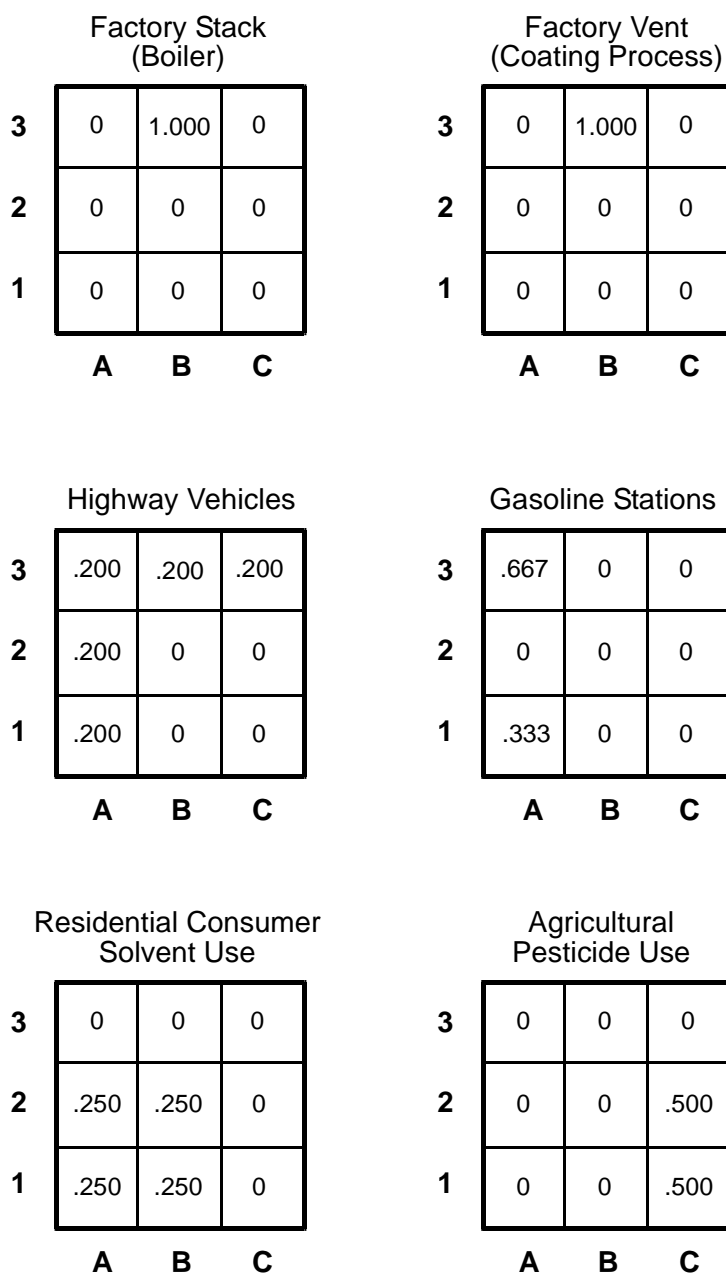 Factory Stack
(Boiler)
3 0 1.000 0
2 0 0 0
1 0 0 0
A B C
Factory Vent
(Coating Process)
3 0 1.000 0
2 0 0 0
1 0 0 0
A B C
Highway Vehicles
3 .200 .200 .200
2 .200 0 0
1 .200 0 0
A B C
Gasoline Stations
3 .667 0 0
2 0 0 0
1 .333 0 0
A B C
Residential Consumer
Solvent Use
3 0 0 0
2 .250 .250 0
1 .250 .250 0
A B C
Agricultural
Pesticide Use
3 0 0 0
2 0 0 .500
1 0 0 .500
A B C